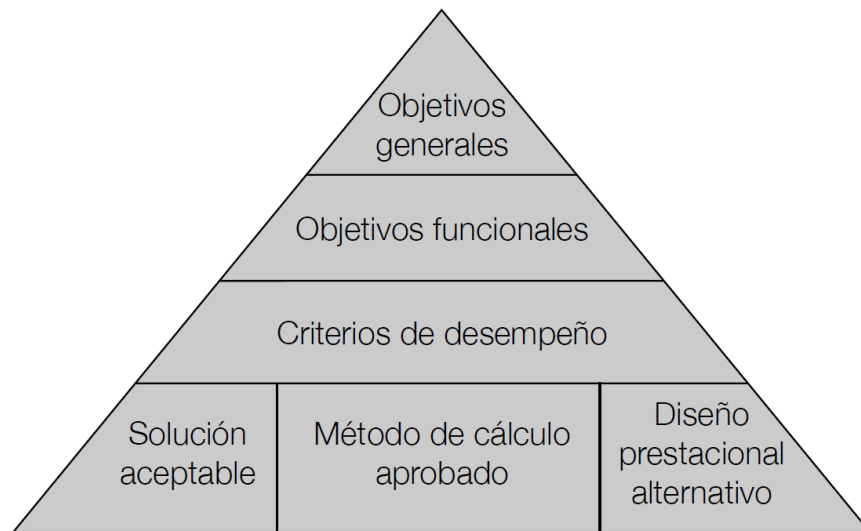 Objetivos
generales
Objetivos funcionales
Criterios de desempeño
Solución
aceptable
Método de cálculo
aprobado
Diseño
prestacional
alternativo